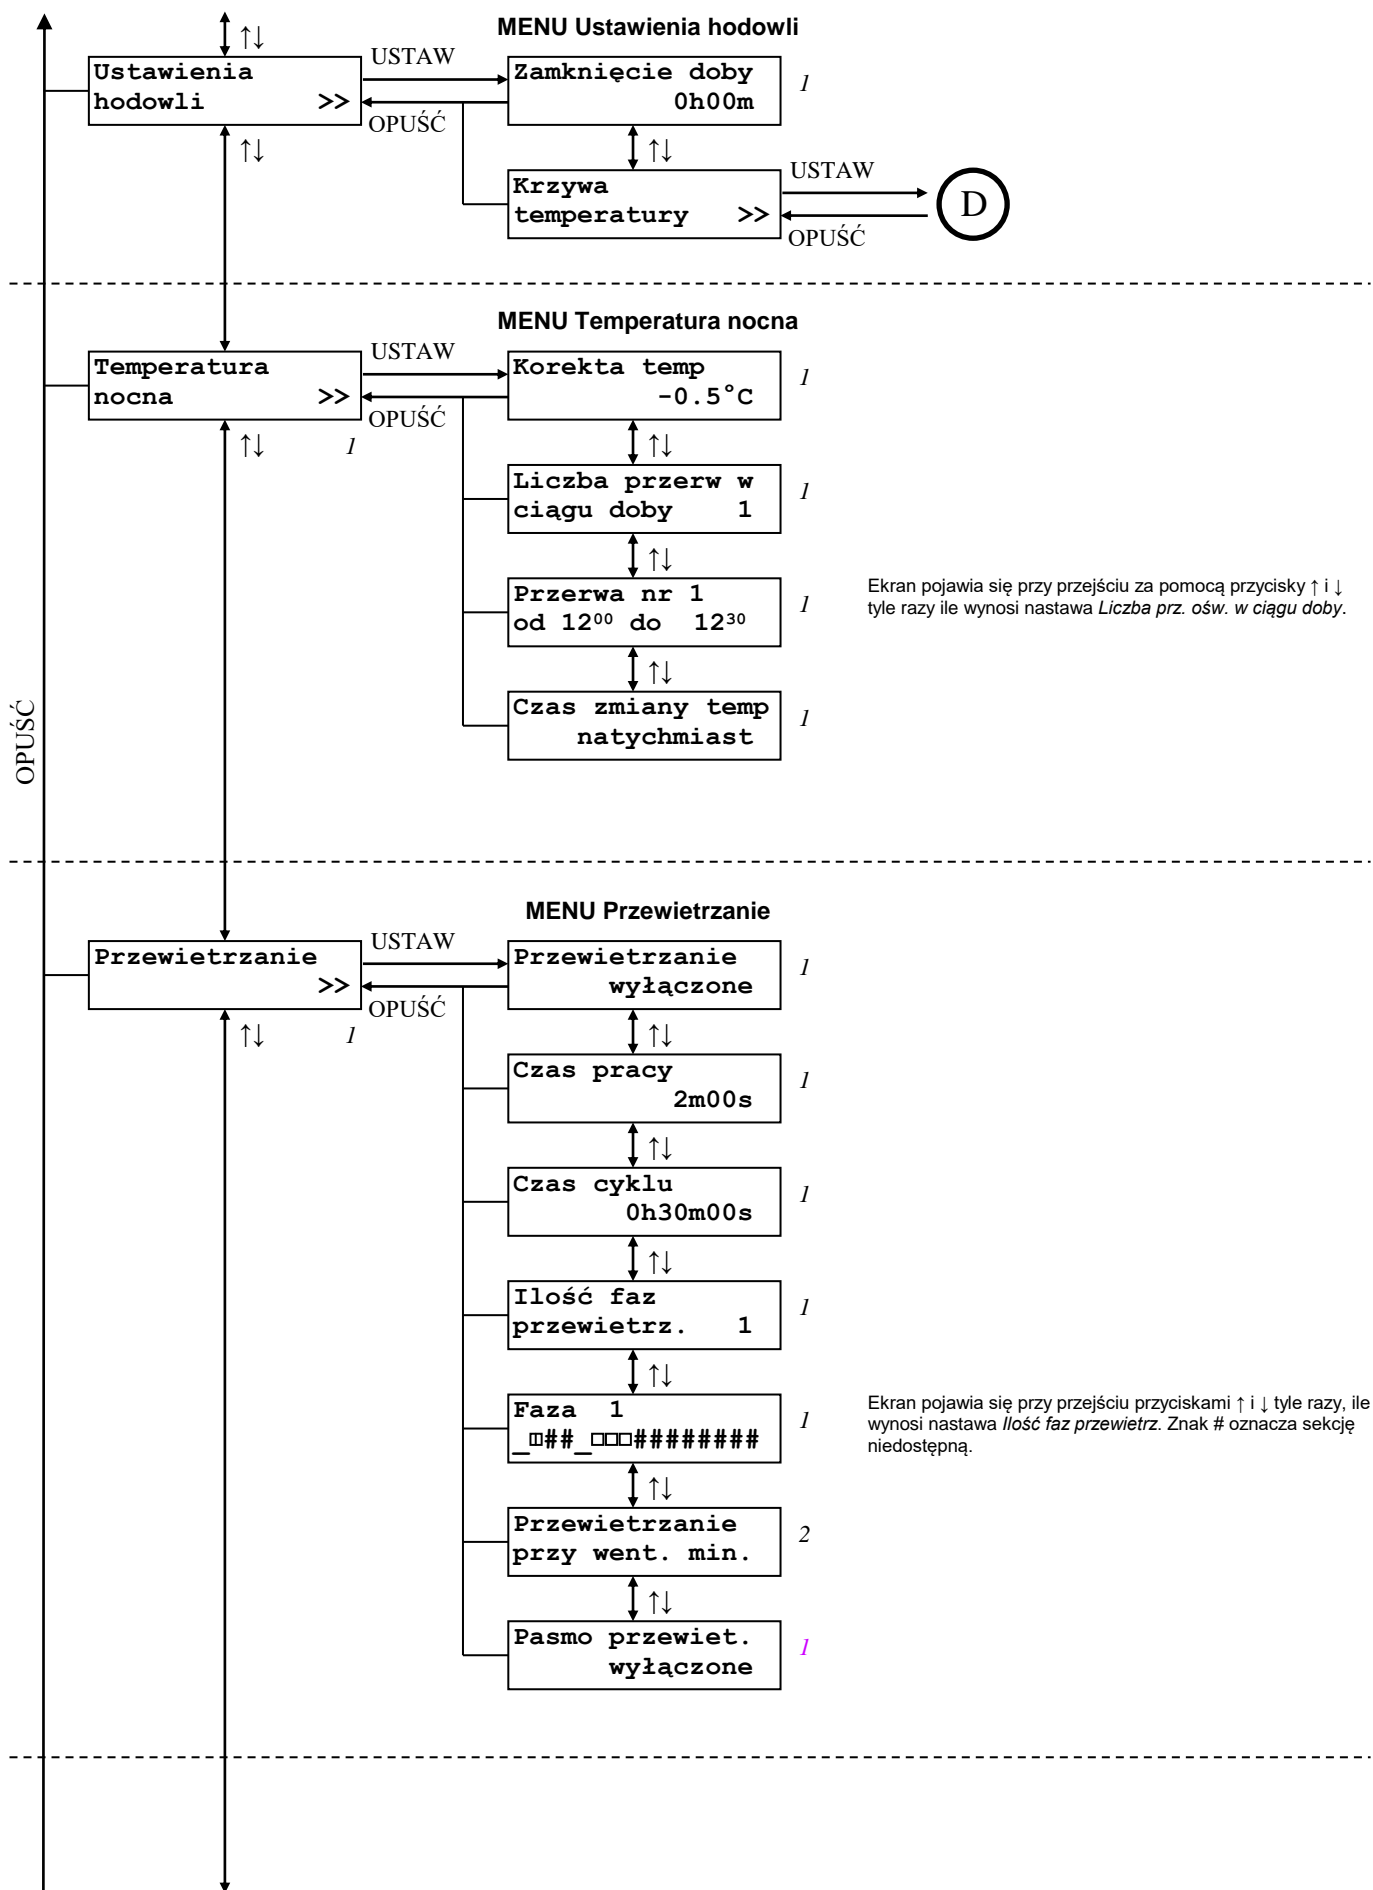 MENU Ustawienia hodowli
↑↓
Ustawienia
hodowli >>
USTAW
OPUŚĆ
Zamknięcie doby
0h00m
1
↑↓
↑↓
Krzywa
temperatury >>
USTAW
OPUŚĆ
D
MENU Temperatura nocna
Temperatura
nocna >>
USTAW
OPUŚĆ
Korekta temp
-0.5°C
1
↑↓
1
↑↓
Liczba przerw w
ciągu doby 1
1
↑↓
Przerwa nr 1
od 12⁰⁰ do 12³⁰
1
Ekran pojawia się przy przejściu za pomocą przycisky ↑ i ↓
tyle razy ile wynosi nastawa Liczba prz. ośw. w ciągu doby.
↑↓
Czas zmiany temp
natychmiast
1
OPUŚĆ
MENU Przewietrzanie
Przewietrzanie
>>
USTAW
OPUŚĆ
Przewietrzanie
wyłączone
1
↑↓
1
↑↓
Czas pracy
2m00s
1
↑↓
Czas cyklu
0h30m00s
1
↑↓
Ilość faz
przewietrz. 1
1
↑↓
Faza 1
_◫##_□□□########
1
Ekran pojawia się przy przejściu przyciskami ↑ i ↓ tyle razy, ile
wynosi nastawa Ilość faz przewietrz. Znak # oznacza sekcję
niedostępną.
↑↓
Przewietrzanie
przy went. min.
2
↑↓
Pasmo przewiet.
wyłączone
1